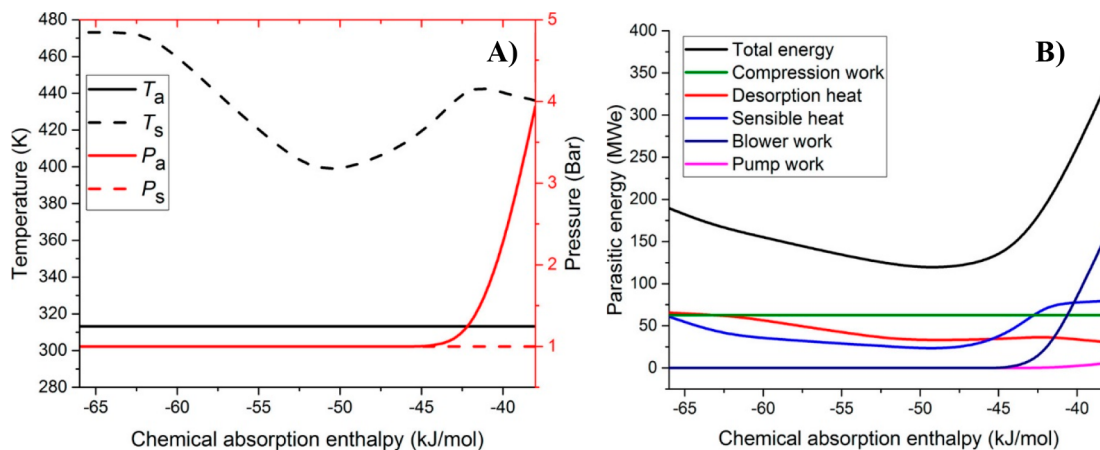 A)
480
460
440
420
400
380
360
340
320
300
280
Temperature (K)
Ta
Ts
Pa
Ps
5
4
3
2
1
Pressure (Bar)
-65 -60 -55 -50 -45 -40
Chemical absorption enthalpy (kJ/mol)
B)
400
350
300
250
200
150
100
50
0
Parasitic energy (MWe)
Total energy
Compression work
Desorption heat
Sensible heat
Blower work
Pump work
-65 -60 -55 -50 -45 -40
Chemical absorption enthalpy (kJ/mol)